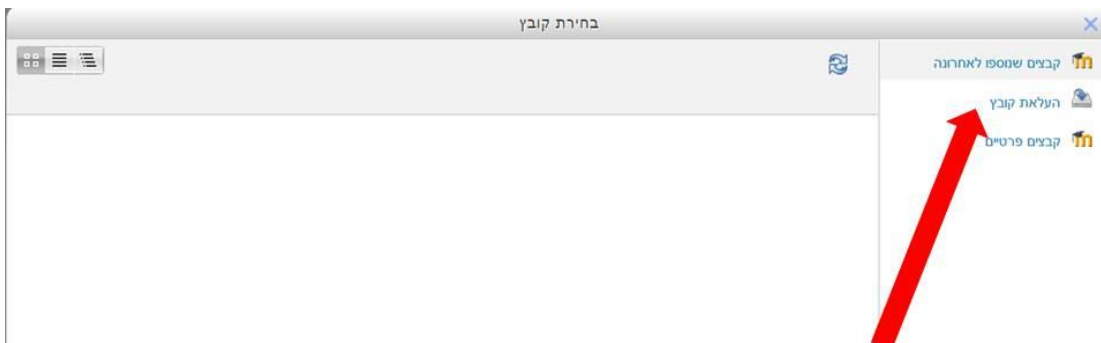 בחירת קובץ
קבצים שנוספו לאחרונה
העלאת קובץ
קבצים פרטיים